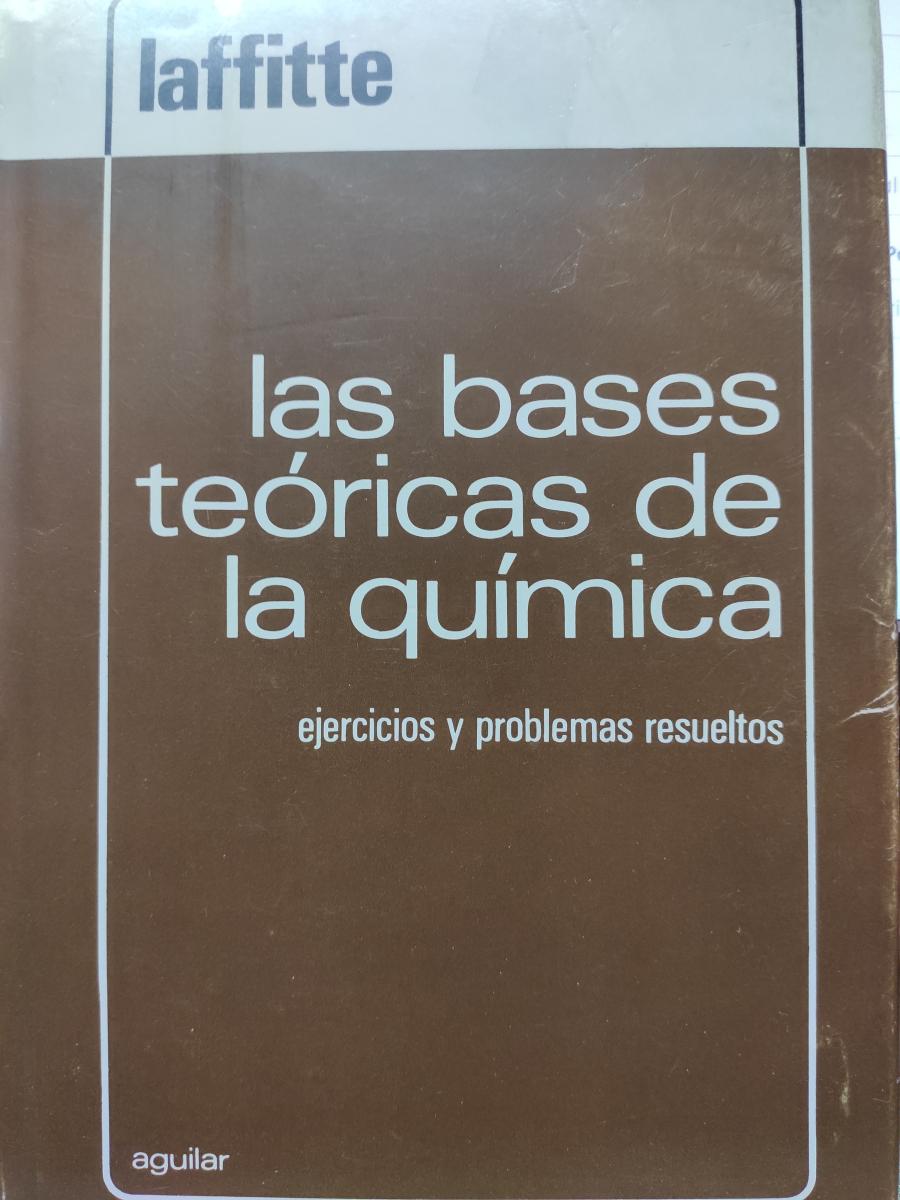 laffitte
las bases
teóricas de
la química
ejercicios y problemas resueltos
aguilar